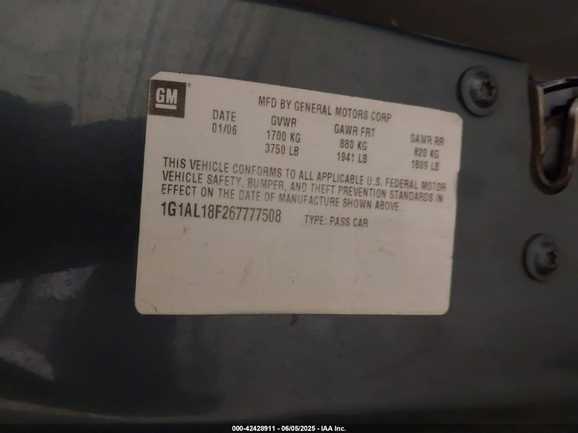 GM
MFD BY GENERAL MOTORS CORP
DATE GVWR GAWR FRT GAWR RR
01/06 1700 KG 880 KG 820 KG
3750 LB 1941 LB 1809 LB
THIS VEHICLE CONFORMS TO ALL APPLICABLE U.S. FEDERAL MOTOR
VEHICLE SAFETY, BUMPER, AND THEFT PREVENTION STANDARDS IN
EFFECT ON THE DATE OF MANUFACTURE SHOWN ABOVE.
1G1AL18F267777508 TYPE: PASS CAR
000-42428911 - 06/05/2025 - IAA Inc.